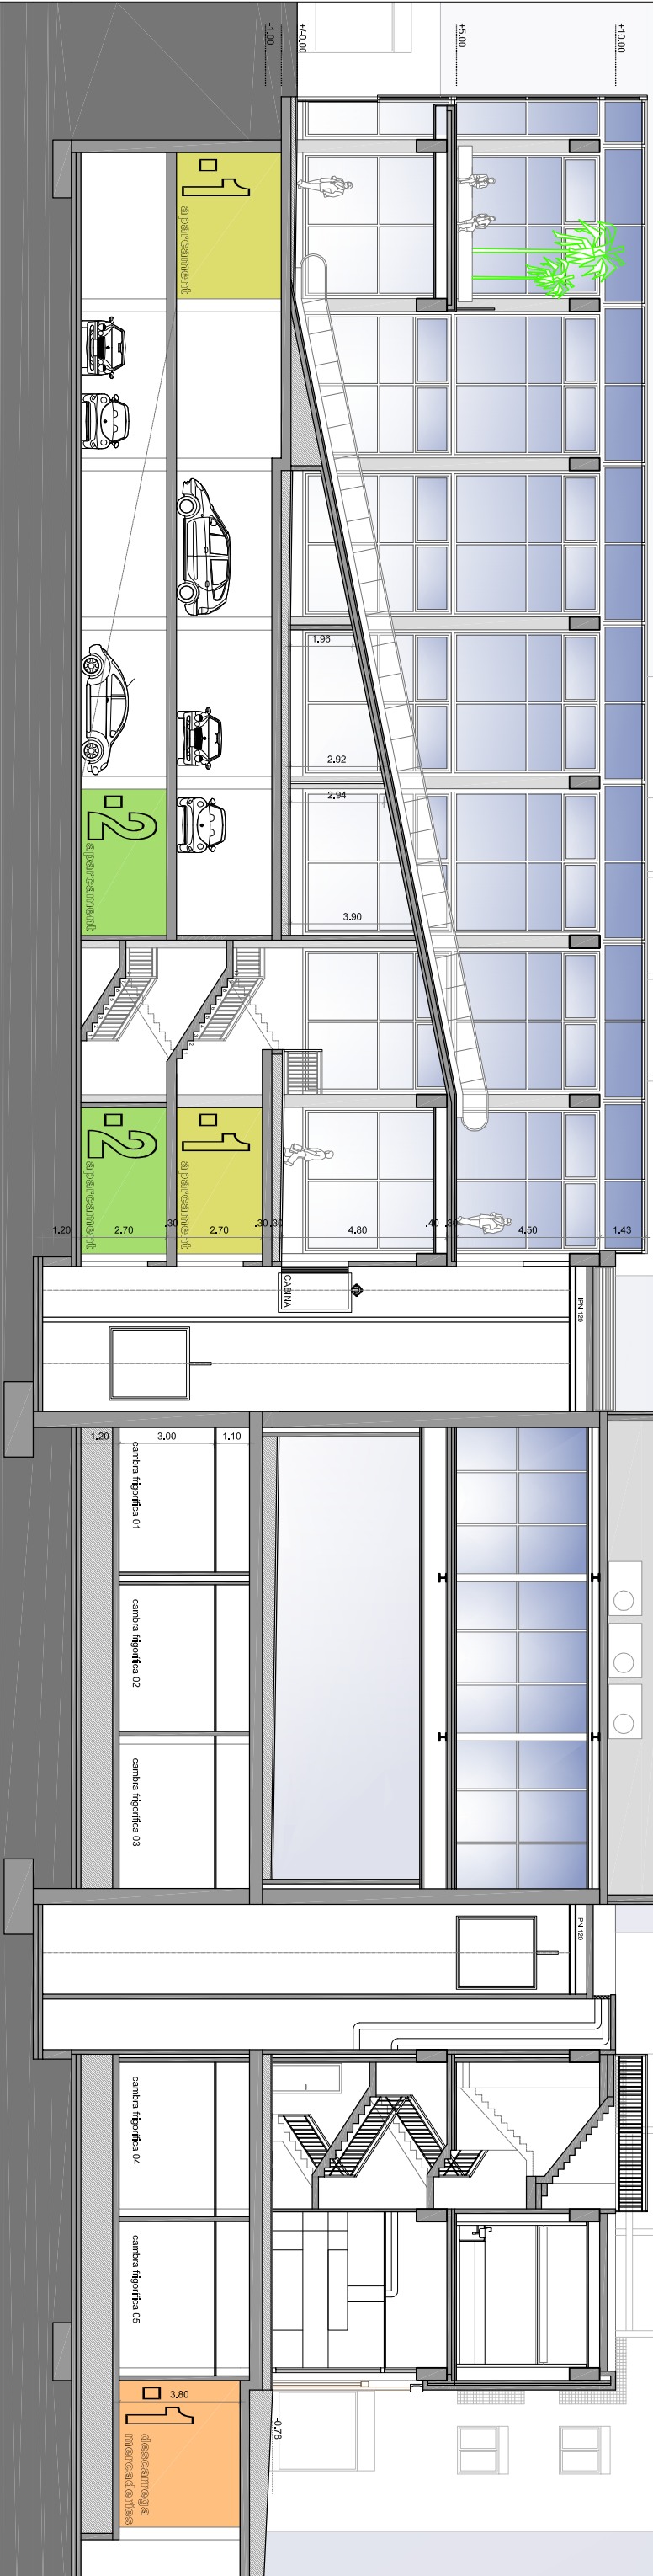 +10.00
+5.00
+/-0.00
-1.00
-1
aparcament
1.96
2.92
2.94
3.90
-2
aparcament
-1
aparcament
-2
aparcament
1.20
2.70
.30
2.70
.30
.30
4.80
.40
.30
4.50
1.43
CABINA
IPN 120
1.20
3.00
1.10
cambra frigorífica 01
cambra frigorífica 02
cambra frigorífica 03
IPN 120
cambra frigorífica 04
cambra frigorífica 05
3.80
-1
descarrega
mercaderies
-0.78